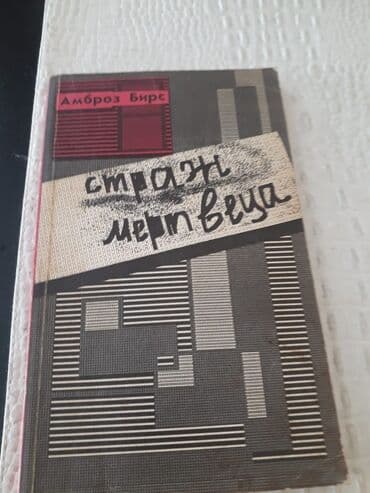 Амброз Бирс
страж
мертвеца